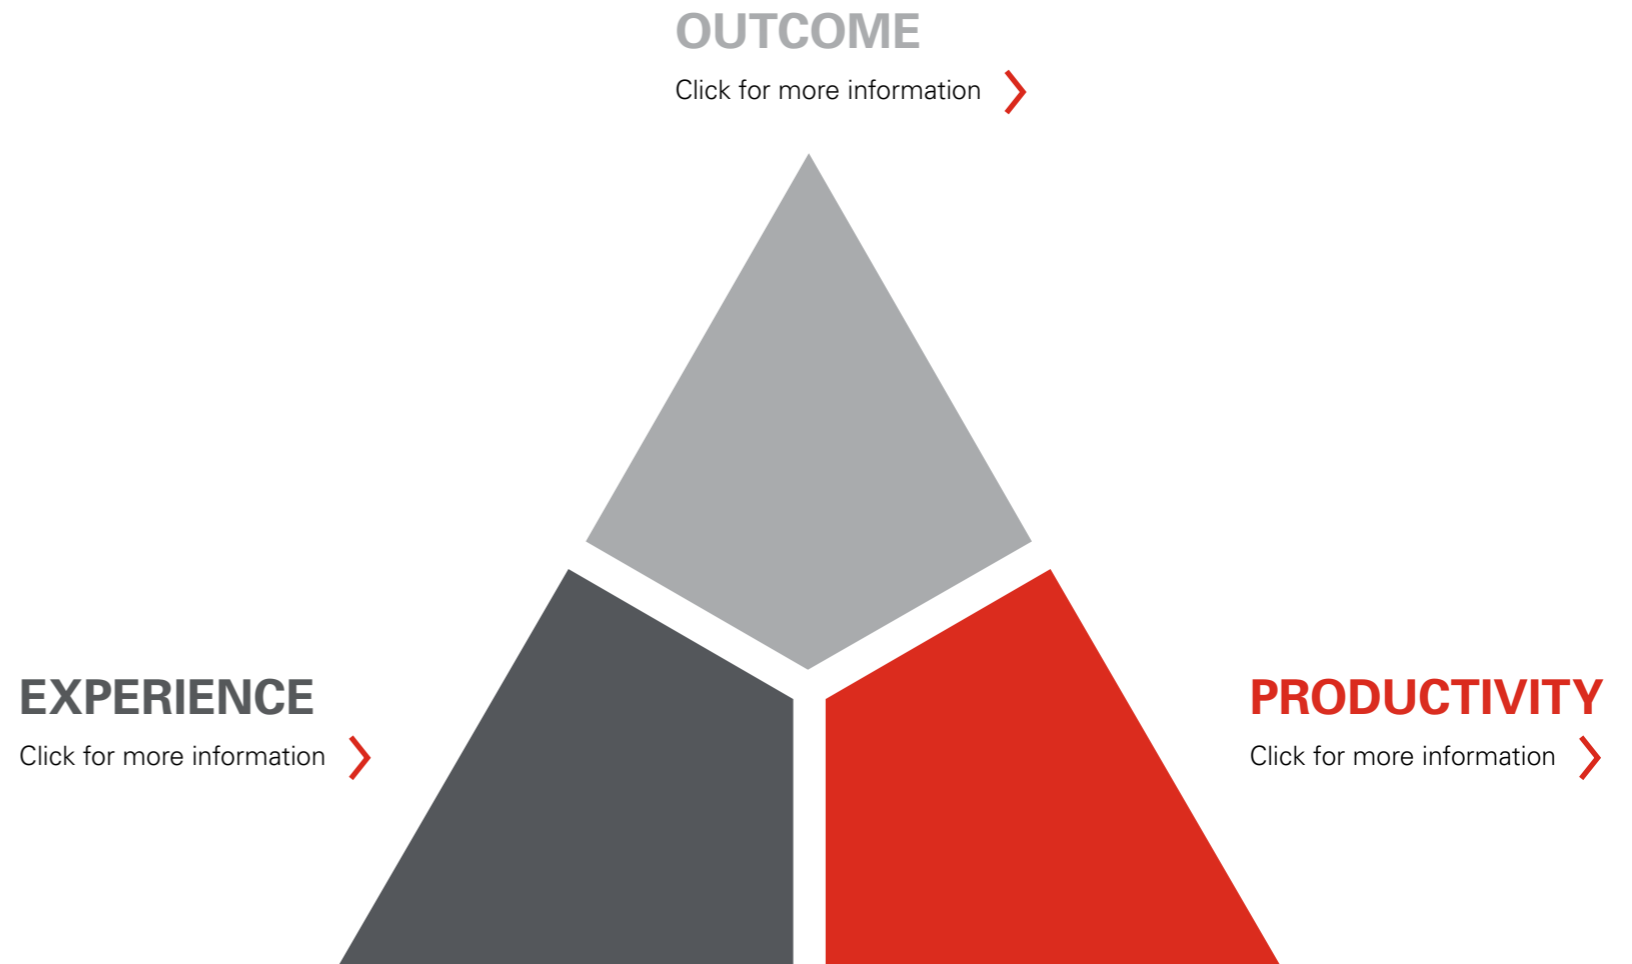 OUTCOME
Click for more information
EXPERIENCE
Click for more information
PRODUCTIVITY
Click for more information